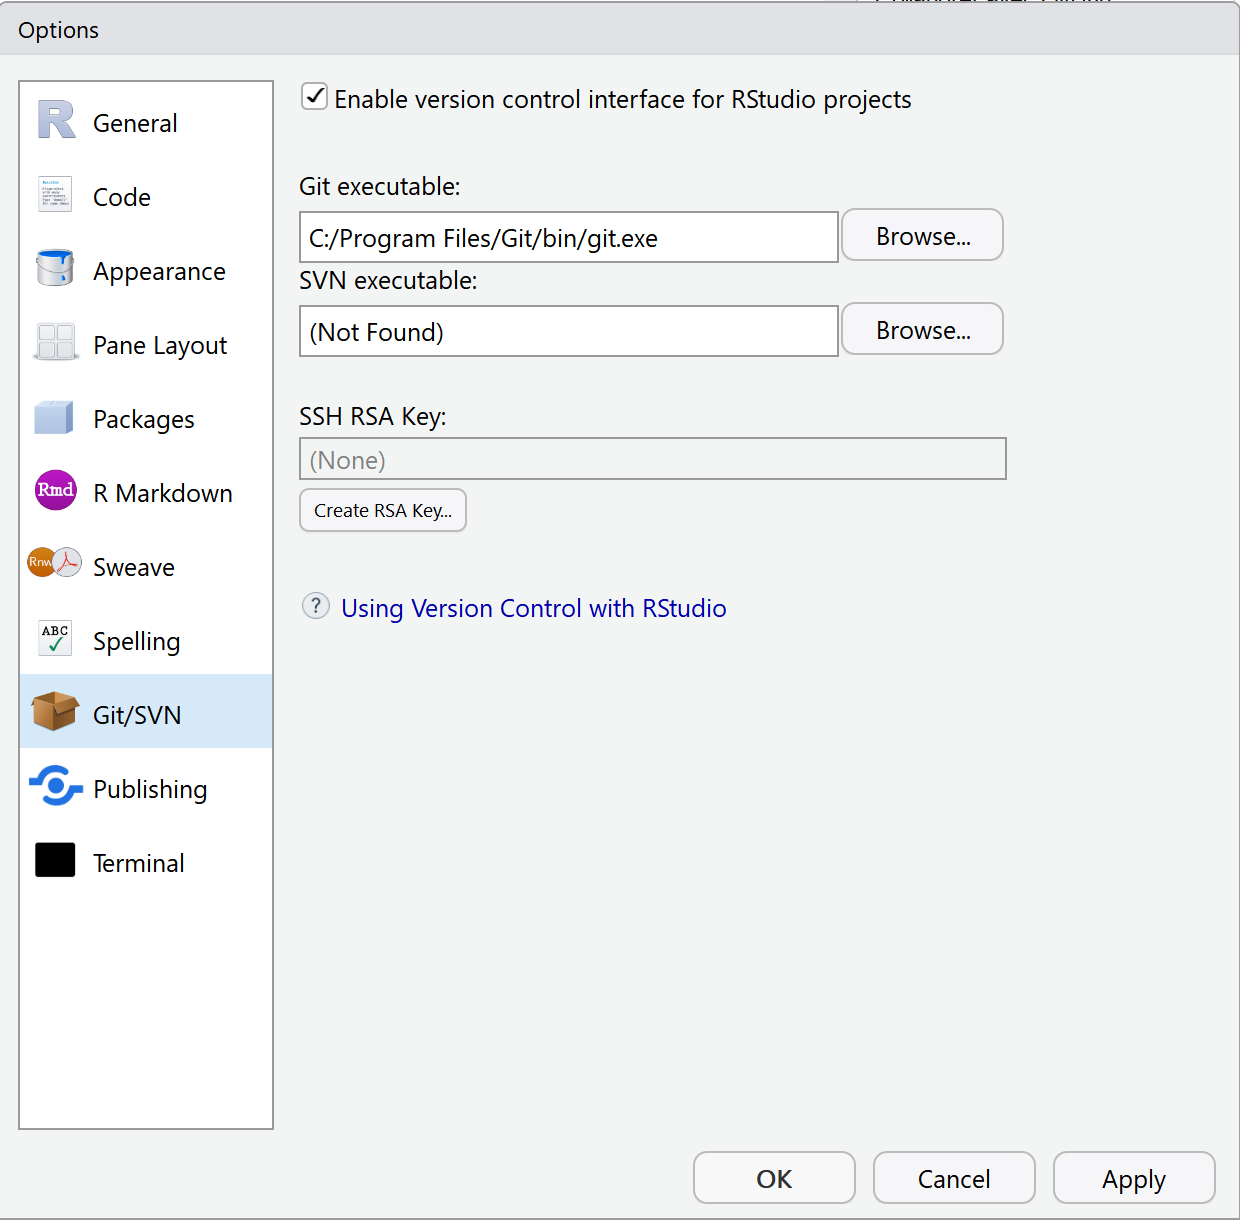 Options
General
Code
Appearance
Pane Layout
Packages
Rmd
R Markdown
Rnw
Sweave
ABC
Spelling
Git/SVN
Publishing
Terminal
Enable version control interface for RStudio projects
Git executable:
C:/Program Files/Git/bin/git.exe
Browse...
SVN executable:
(Not Found)
Browse...
SSH RSA Key:
(None)
Create RSA Key...
? Using Version Control with RStudio
OK
Cancel
Apply